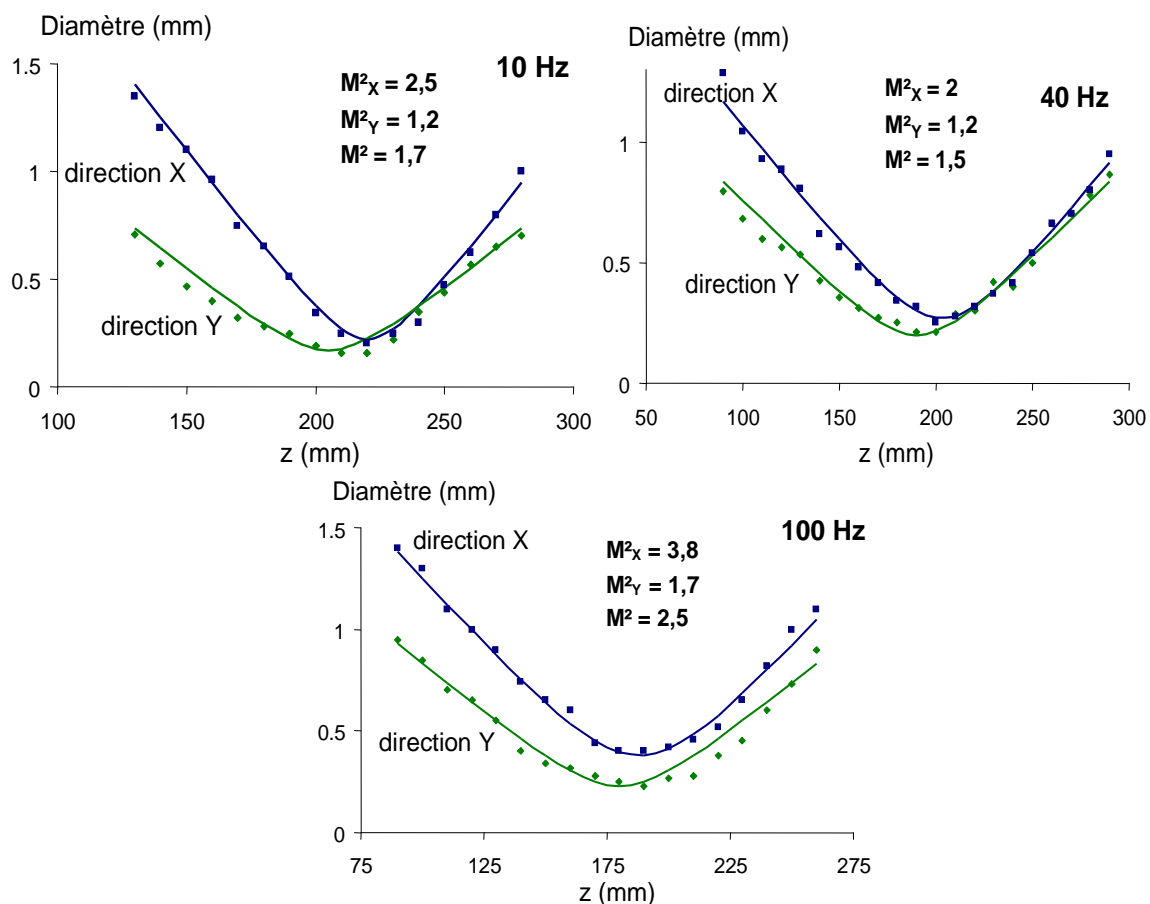 Diamètre (mm)
10 Hz
M²X = 2,5
M²Y = 1,2
M² = 1,7
direction X
direction Y
1.5
1
0.5
0
100
150
200
250
300
z (mm)
Diamètre (mm)
40 Hz
M²X = 2
M²Y = 1,2
M² = 1,5
direction X
direction Y
1
0.5
0
50
100
150
200
250
300
z (mm)
Diamètre (mm)
100 Hz
M²X = 3,8
M²Y = 1,7
M² = 2,5
direction X
direction Y
1.5
1
0.5
0
75
125
175
225
275
z (mm)